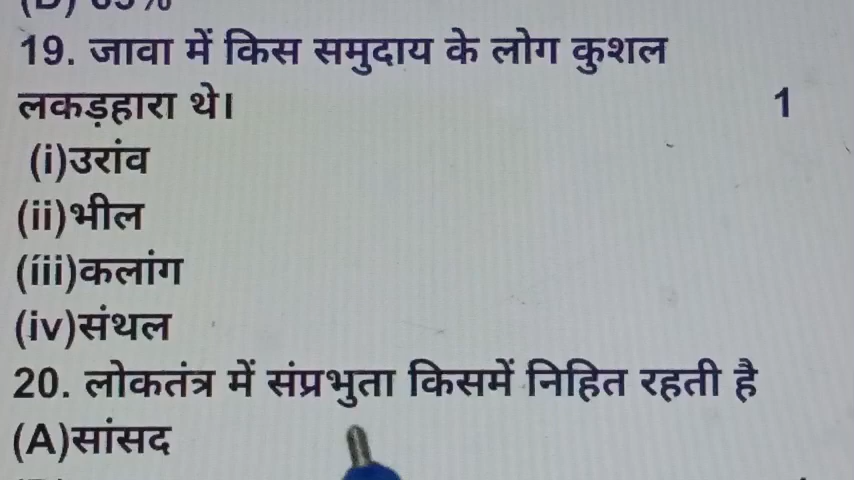 19. जावा में किस समुदाय के लोग कुशल
लकड़हारा थे। 1
(i)उरांव
(ii)भील
(iii)कलांग
(iv)संथल
20. लोकतंत्र में संप्रभुता किसमें निहित रहती है
(A)सांसद